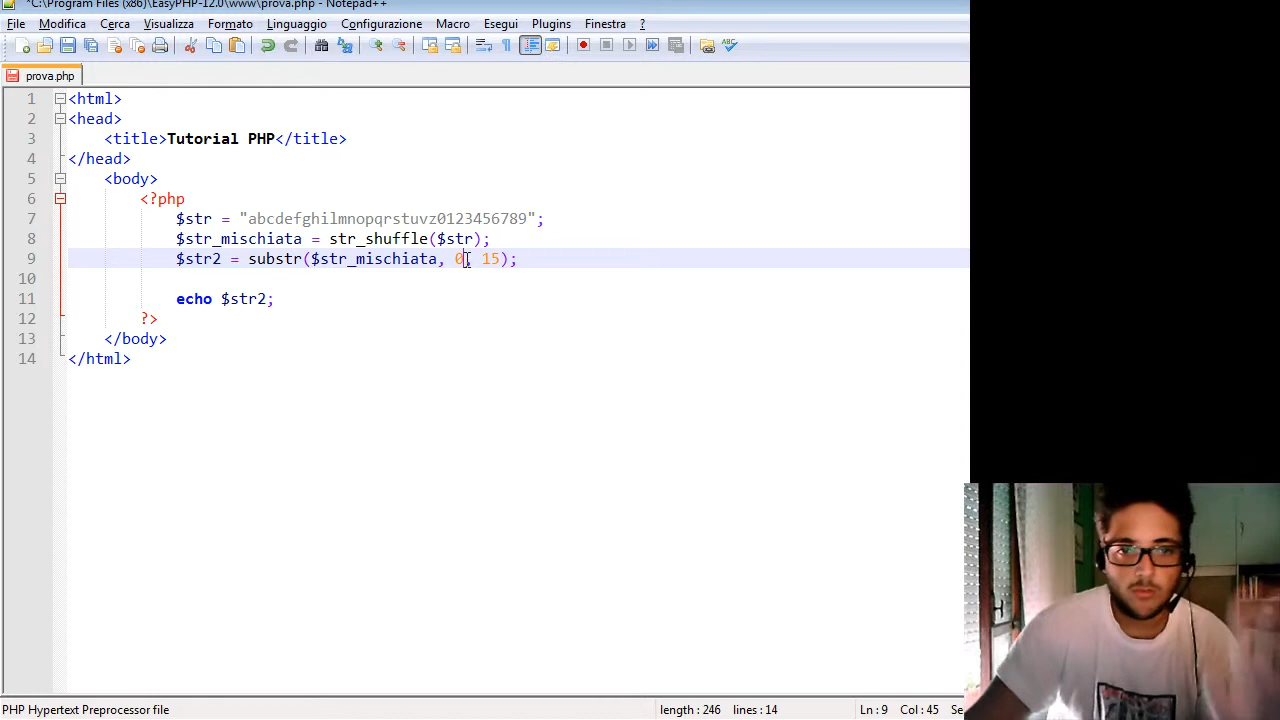 *C:\Program Files (x86)\EasyPHP-12.0\www\prova.php - Notepad++
File Modifica Cerca Visualizza Formato Linguaggio Configurazione Macro Esegui Plugins Finestra ?
prova.php
1 <html>
2 <head>
3 <title>Tutorial PHP</title>
4 </head>
5 <body>
6 <?php
7 $str = "abcdefghilmnopqrstuvz0123456789";
8 $str_mischiata = str_shuffle($str);
9 $str2 = substr($str_mischiata, 0, 15);
10
11 echo $str2;
12 ?>
13 </body>
14 </html>
PHP Hypertext Preprocessor file length : 246 lines : 14 Ln : 9 Col : 45 Se